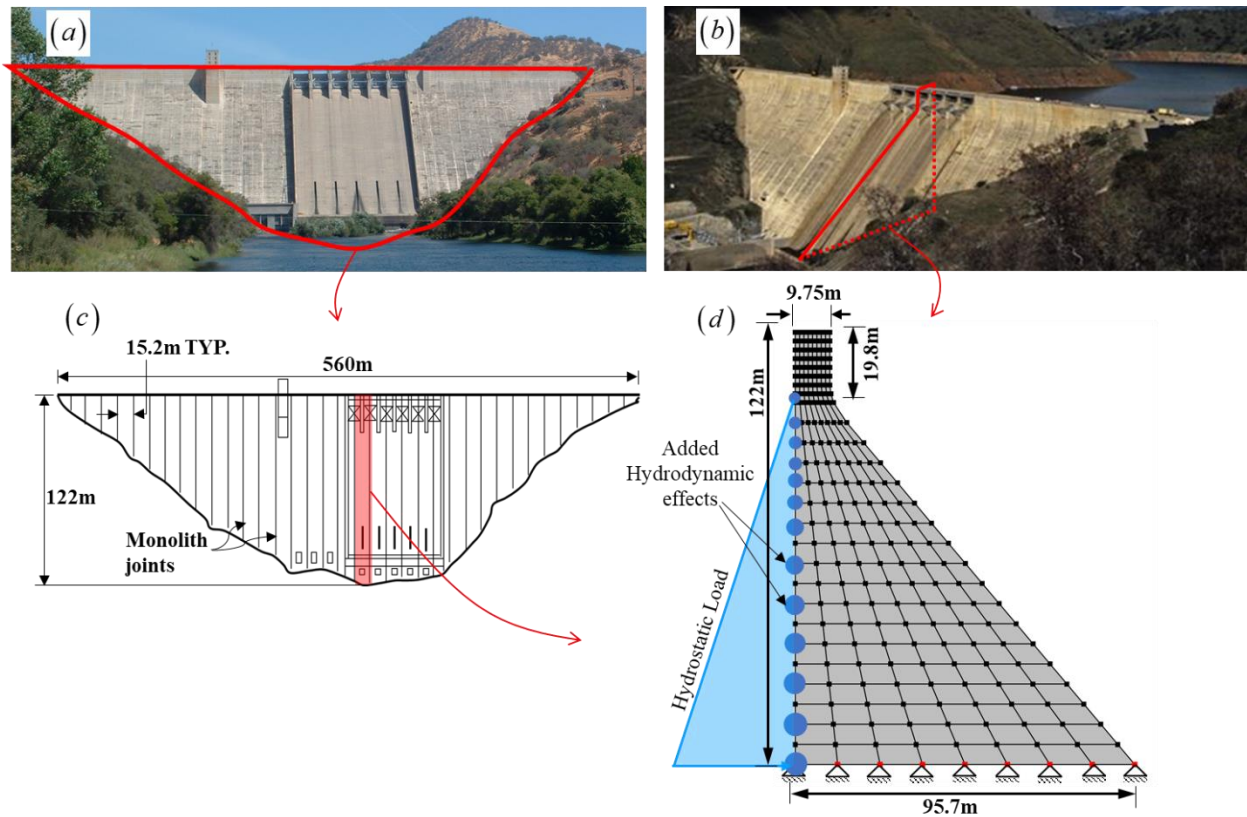 (a)
(b)
(c)
15.2m TYP.
560m
122m
Monolith
joints
(d)
9.75m
19.8m
122m
Added
Hydrodynamic
effects
Hydrostatic Load
95.7m